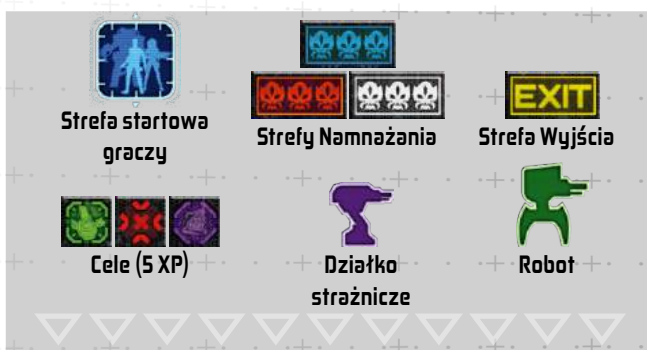 Strefa startowa
graczy
Strefy Namnażania
EXIT
Strefa Wyjścia
Cele (5 XP)
Działko
strażnicze
Robot